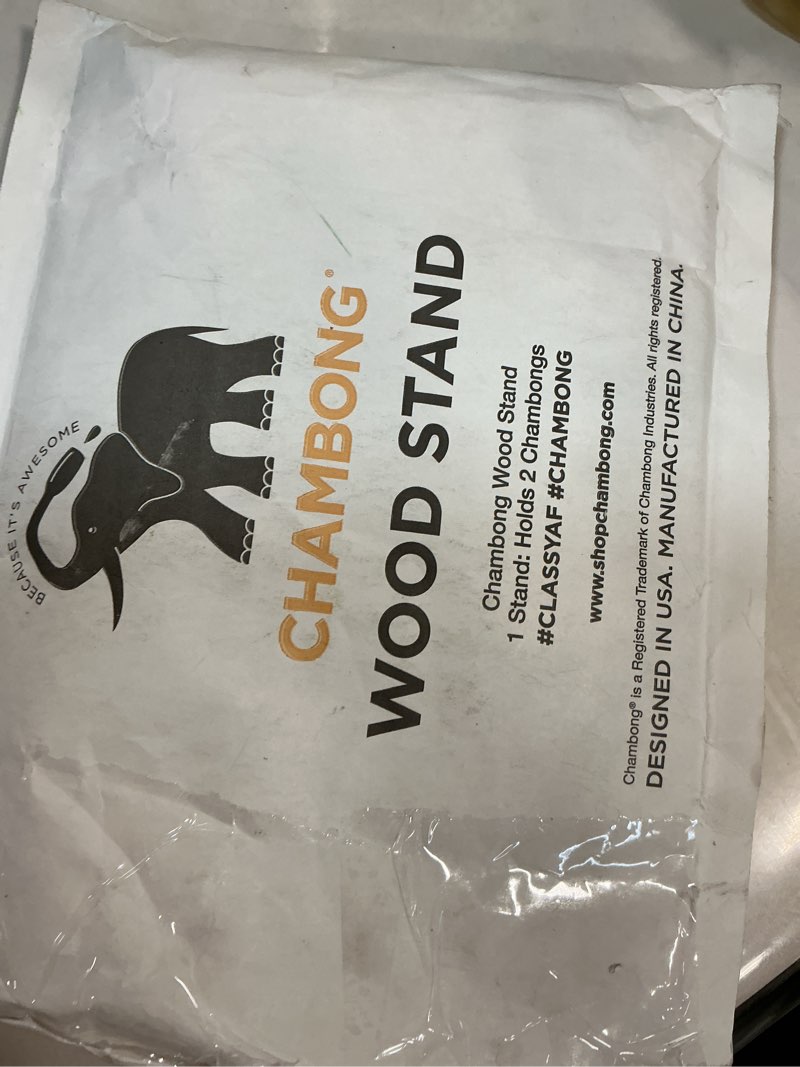 BECAUSE IT'S AWESOME
CHAMBONG®
WOOD STAND
Chambong Wood Stand
1 Stand: Holds 2 Chambongs
#CLASSYAF #CHAMBONG
www.shopchambong.com
Chambong® is a Registered Trademark of Chambong Industries. All rights registered.
DESIGNED IN USA. MANUFACTURED IN CHINA.